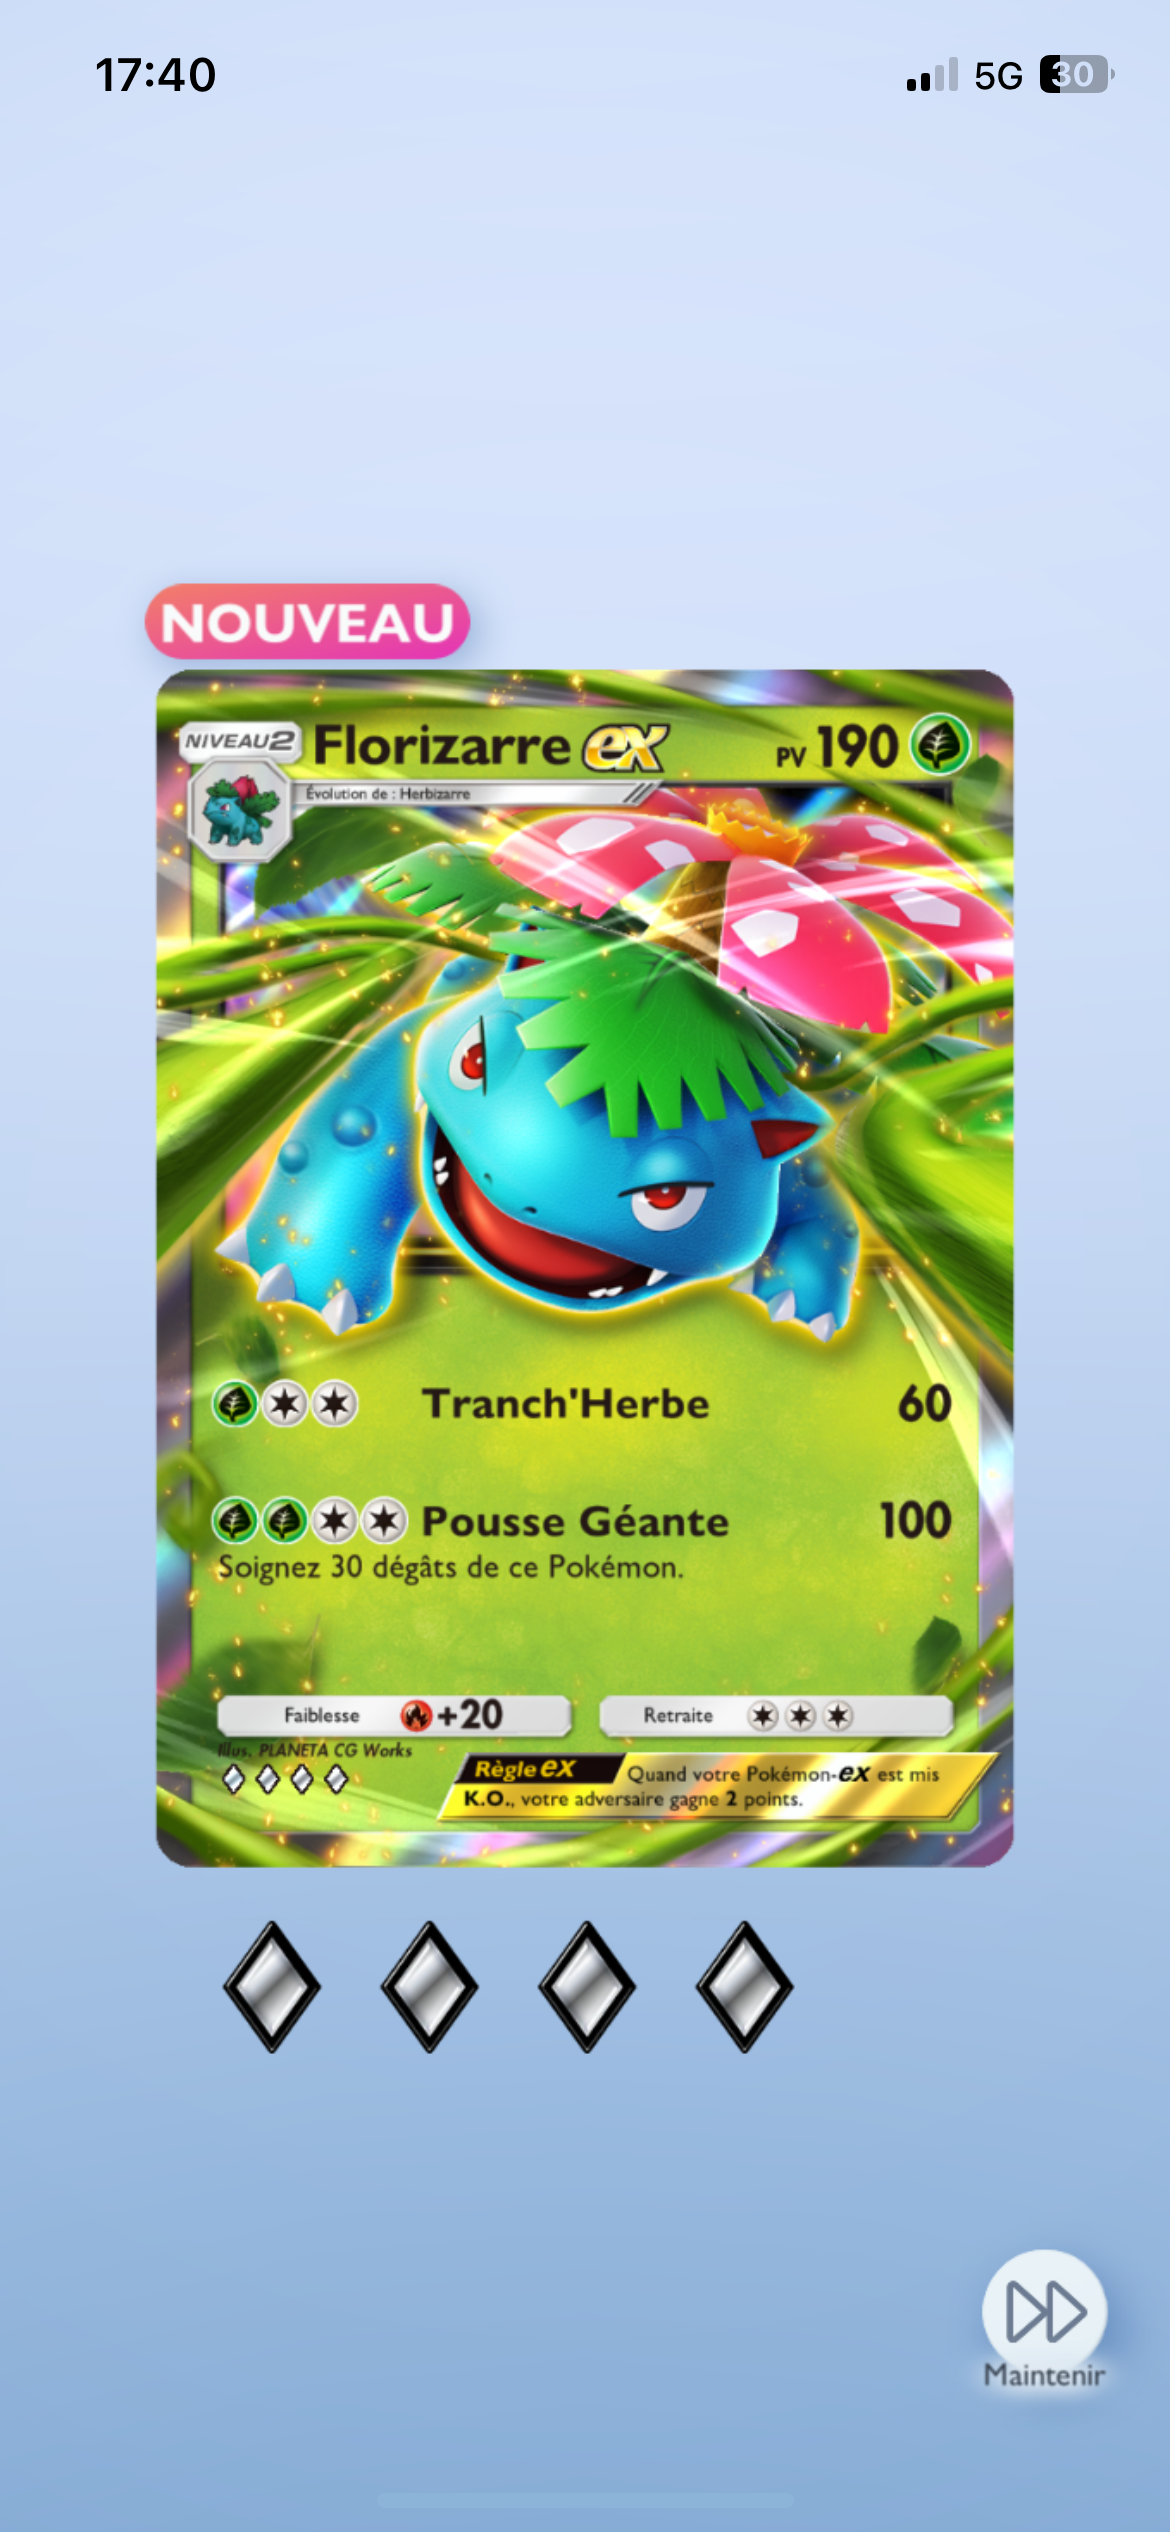 17:40 5G 30
NOUVEAU
NIVEAU2 Florizarre ex PV 190
Évolution de : Herbizarre
Tranch'Herbe 60
Pousse Géante 100
Soignez 30 dégâts de ce Pokémon.
Faiblesse +20 Retraite
Illus. PLANETA CG Works
Règle ex Quand votre Pokémon-ex est mis
K.O., votre adversaire gagne 2 points.
Maintenir